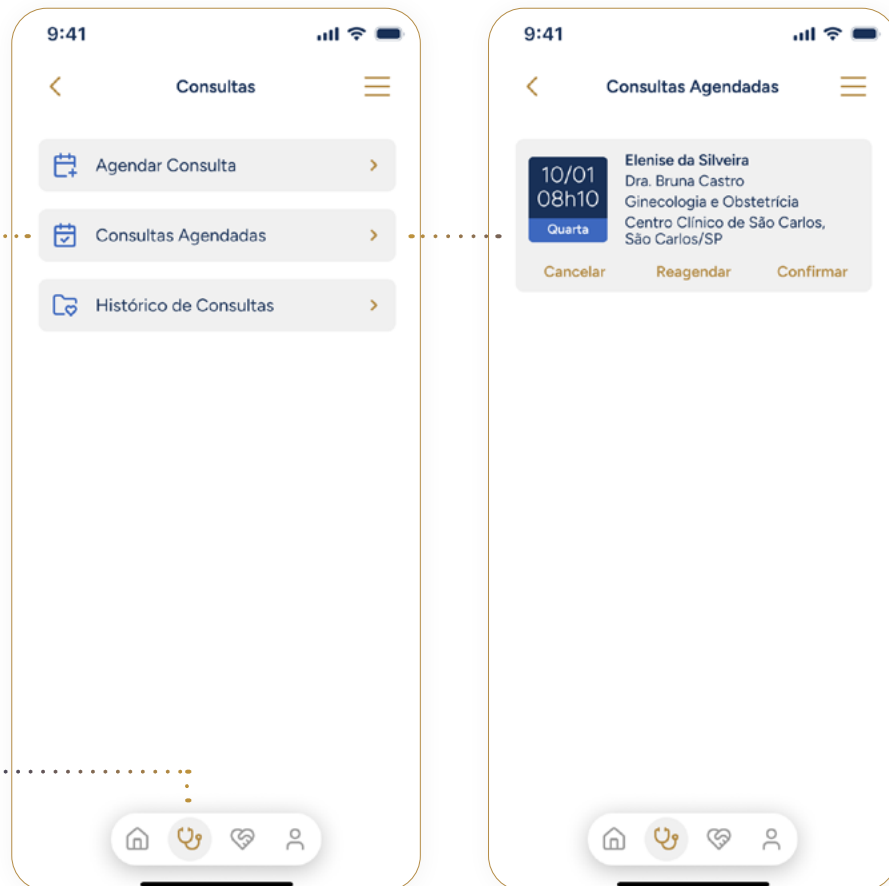 9:41
Consultas
Agendar Consulta
Consultas Agendadas
Histórico de Consultas
9:41
Consultas Agendadas
10/01
08h10
Quarta
Elenise da Silveira
Dra. Bruna Castro
Ginecologia e Obstetrícia
Centro Clínico de São Carlos,
São Carlos/SP
Cancelar Reagendar Confirmar